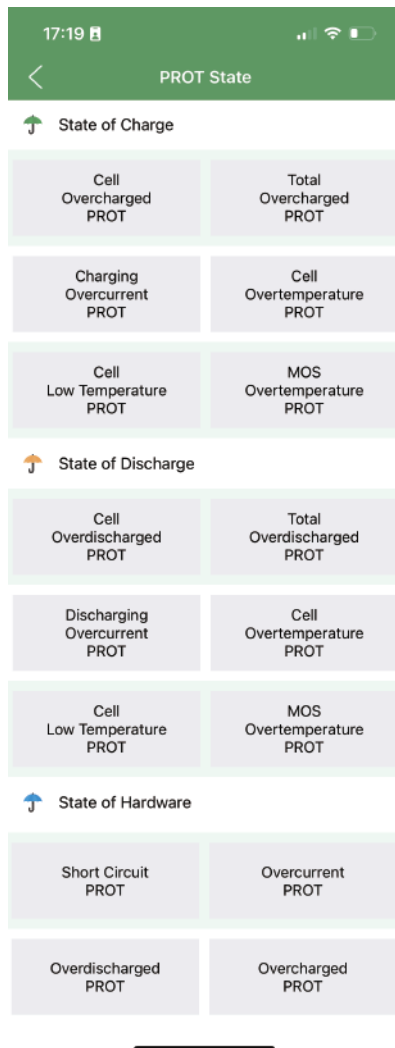 17:19
PROT State
State of Charge
Cell
Overcharged
PROT
Total
Overcharged
PROT
Charging
Overcurrent
PROT
Cell
Overtemperature
PROT
Cell
Low Temperature
PROT
MOS
Overtemperature
PROT
State of Discharge
Cell
Overdischarged
PROT
Total
Overdischarged
PROT
Discharging
Overcurrent
PROT
Cell
Overtemperature
PROT
Cell
Low Temperature
PROT
MOS
Overtemperature
PROT
State of Hardware
Short Circuit
PROT
Overcurrent
PROT
Overdischarged
PROT
Overcharged
PROT